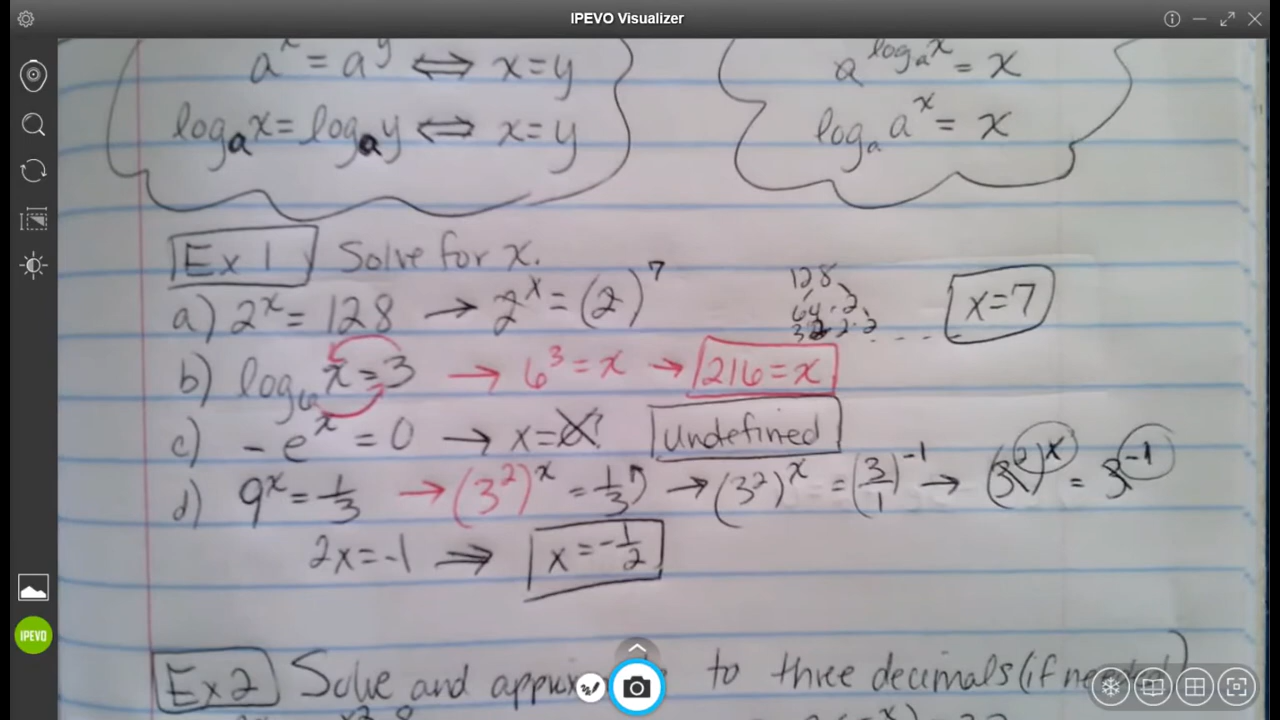 IPEVO Visualizer
a^x = a^y ⟺ x=y
a^{log_a x} = x
log_a x = log_a y ⟺ x=y
log_a a^x = x
Ex 1 Solve for x.
a) 2^x = 128 → 2^x = (2)^7
128
64·2
32·2·2
x=7
b) log_6 x = 3 → 6^3 = x → 216 = x
c) -e^x = 0 → x= Undefined
d) 9^x = 1/3 → (3^2)^x = 1/3 → (3^2)^x = (3/1)^{-1} → (3^2)^x = 3^{-1}
2x = -1 ⟹ x = -1/2
IPEVO
Ex 2 Solve and to three decimals (if